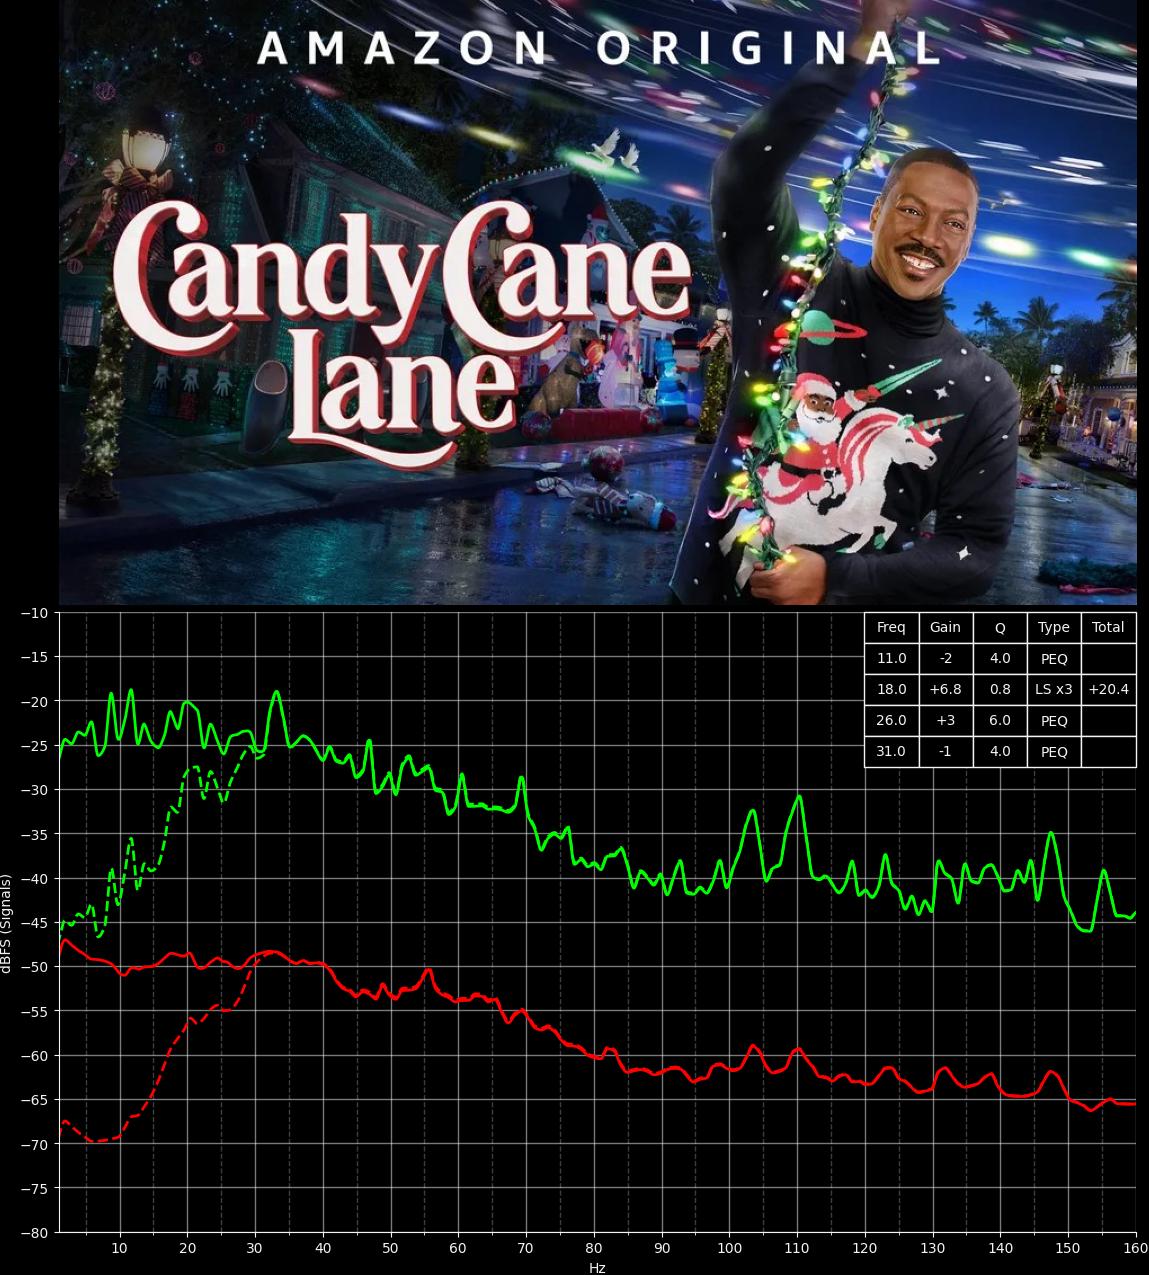 AMAZON ORIGINAL
Candy Cane
Lane
Freq Gain Q Type Total
11.0 -2 4.0 PEQ
18.0 +6.8 0.8 LS x3 +20.4
26.0 +3 6.0 PEQ
31.0 -1 4.0 PEQ
−10
−15
−20
−25
−30
−35
−40
−45
−50
−55
−60
−65
−70
−75
−80
dBFS (Signals)
10 20 30 40 50 60 70 80 90 100 110 120 130 140 150 160
Hz